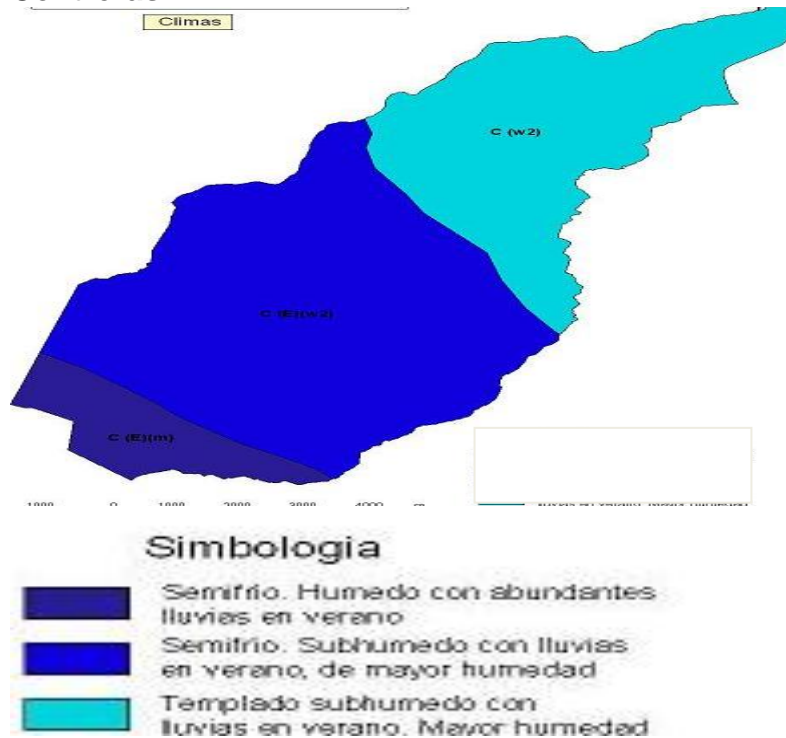 Climas
C (w2)
C (E)(w2)
C (E)(m)
1000 0 1000 2000 3000 4000
Simbologia
Semifrio. Humedo con abundantes
lluvias en verano
Semifrio. Subhumedo con lluvias
en verano, de mayor humedad
Templado subhumedo con
lluvias en verano. Mayor humedad